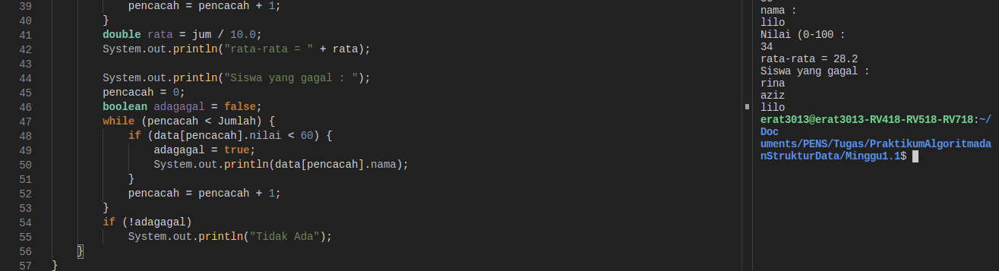 39 pencacah = pencacah + 1;
40 }
41 double rata = jum / 10.0;
42 System.out.println("rata-rata = " + rata);
43
44 System.out.println("Siswa yang gagal : ");
45 pencacah = 0;
46 boolean adagagal = false;
47 while (pencacah < Jumlah) {
48 if (data[pencacah].nilai < 60) {
49 adagagal = true;
50 System.out.println(data[pencacah].nama);
51 }
52 pencacah = pencacah + 1;
53 }
54 if (!adagagal)
55 System.out.println("Tidak Ada");
56 }
57 }
nama :
lilo
Nilai (0-100 :
34
rata-rata = 28.2
Siswa yang gagal :
rina
aziz
lilo
erat3013@erat3013-RV418-RV518-RV718:~/
Doc
uments/PENS/Tugas/PraktikumAlgoritmada
nStrukturData/Minggu1.1$